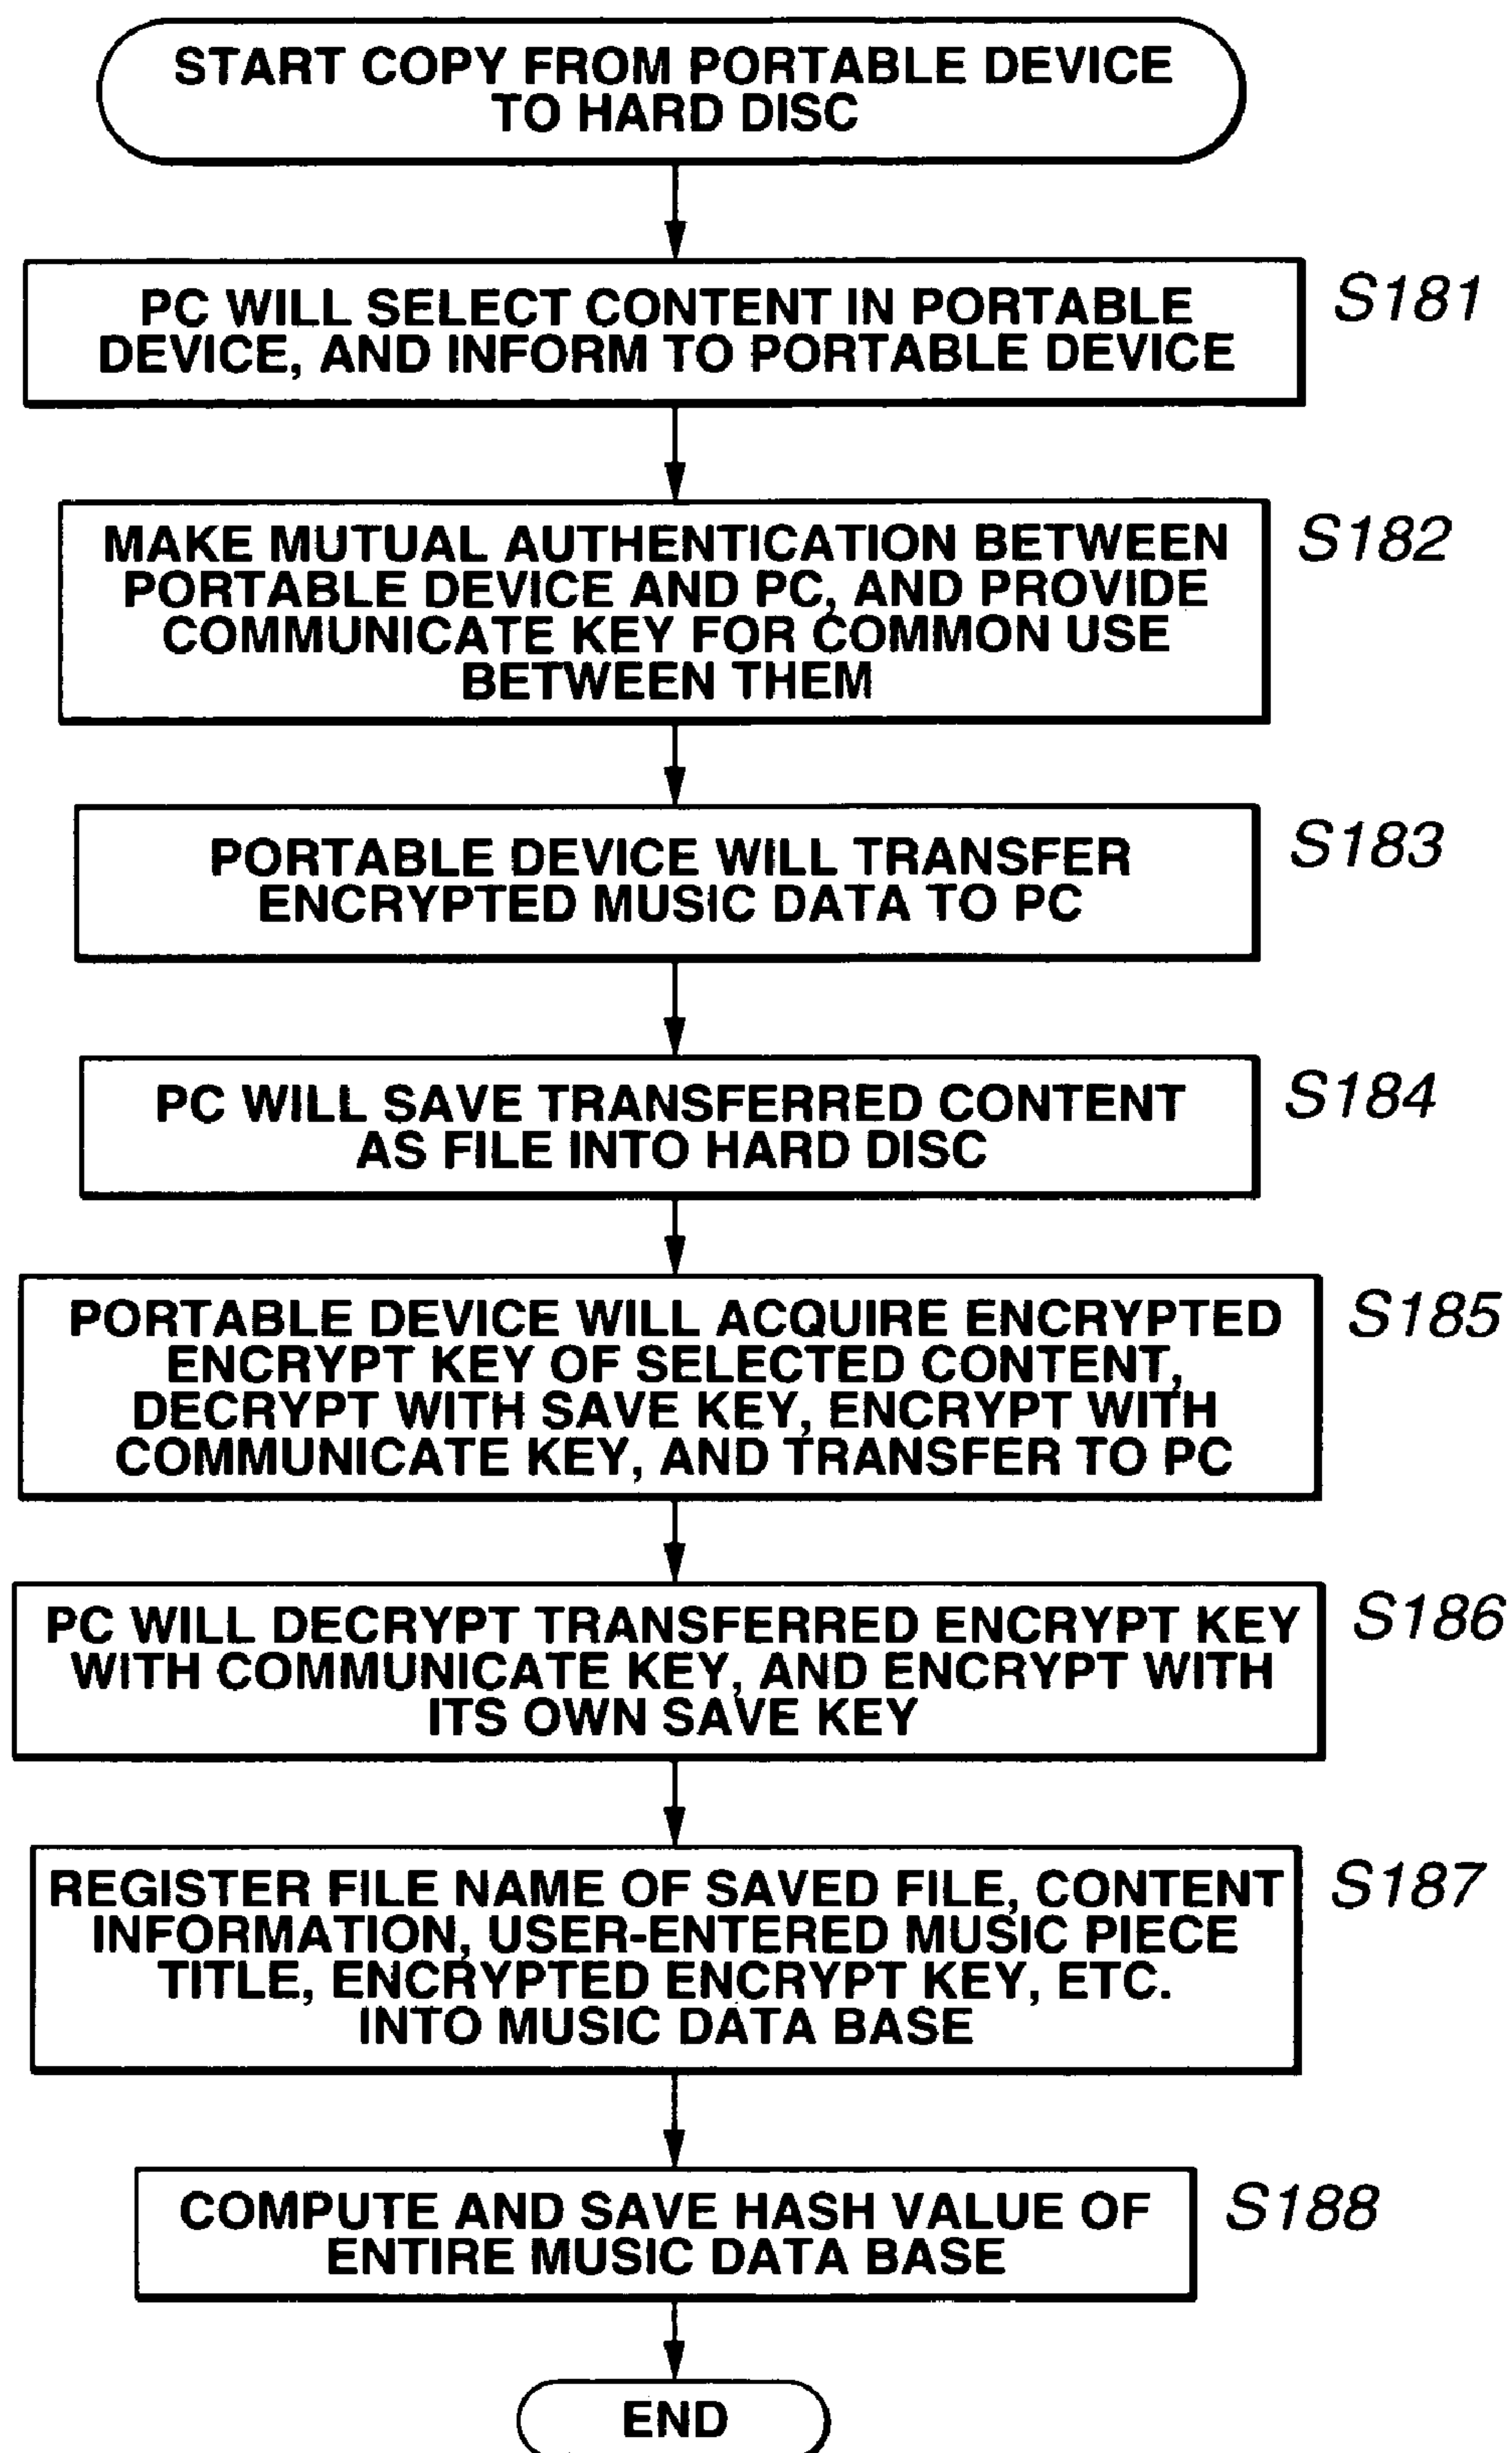 START COPY FROM PORTABLE DEVICE
TO HARD DISC
PC WILL SELECT CONTENT IN PORTABLE
DEVICE, AND INFORM TO PORTABLE DEVICE
S181
MAKE MUTUAL AUTHENTICATION BETWEEN
PORTABLE DEVICE AND PC, AND PROVIDE
COMMUNICATE KEY FOR COMMON USE
BETWEEN THEM
S182
PORTABLE DEVICE WILL TRANSFER
ENCRYPTED MUSIC DATA TO PC
S183
PC WILL SAVE TRANSFERRED CONTENT
AS FILE INTO HARD DISC
S184
PORTABLE DEVICE WILL ACQUIRE ENCRYPTED
ENCRYPT KEY OF SELECTED CONTENT,
DECRYPT WITH SAVE KEY, ENCRYPT WITH
COMMUNICATE KEY, AND TRANSFER TO PC
S185
PC WILL DECRYPT TRANSFERRED ENCRYPT KEY
WITH COMMUNICATE KEY, AND ENCRYPT WITH
ITS OWN SAVE KEY
S186
REGISTER FILE NAME OF SAVED FILE, CONTENT
INFORMATION, USER-ENTERED MUSIC PIECE
TITLE, ENCRYPTED ENCRYPT KEY, ETC.
INTO MUSIC DATA BASE
S187
COMPUTE AND SAVE HASH VALUE OF
ENTIRE MUSIC DATA BASE
S188
END